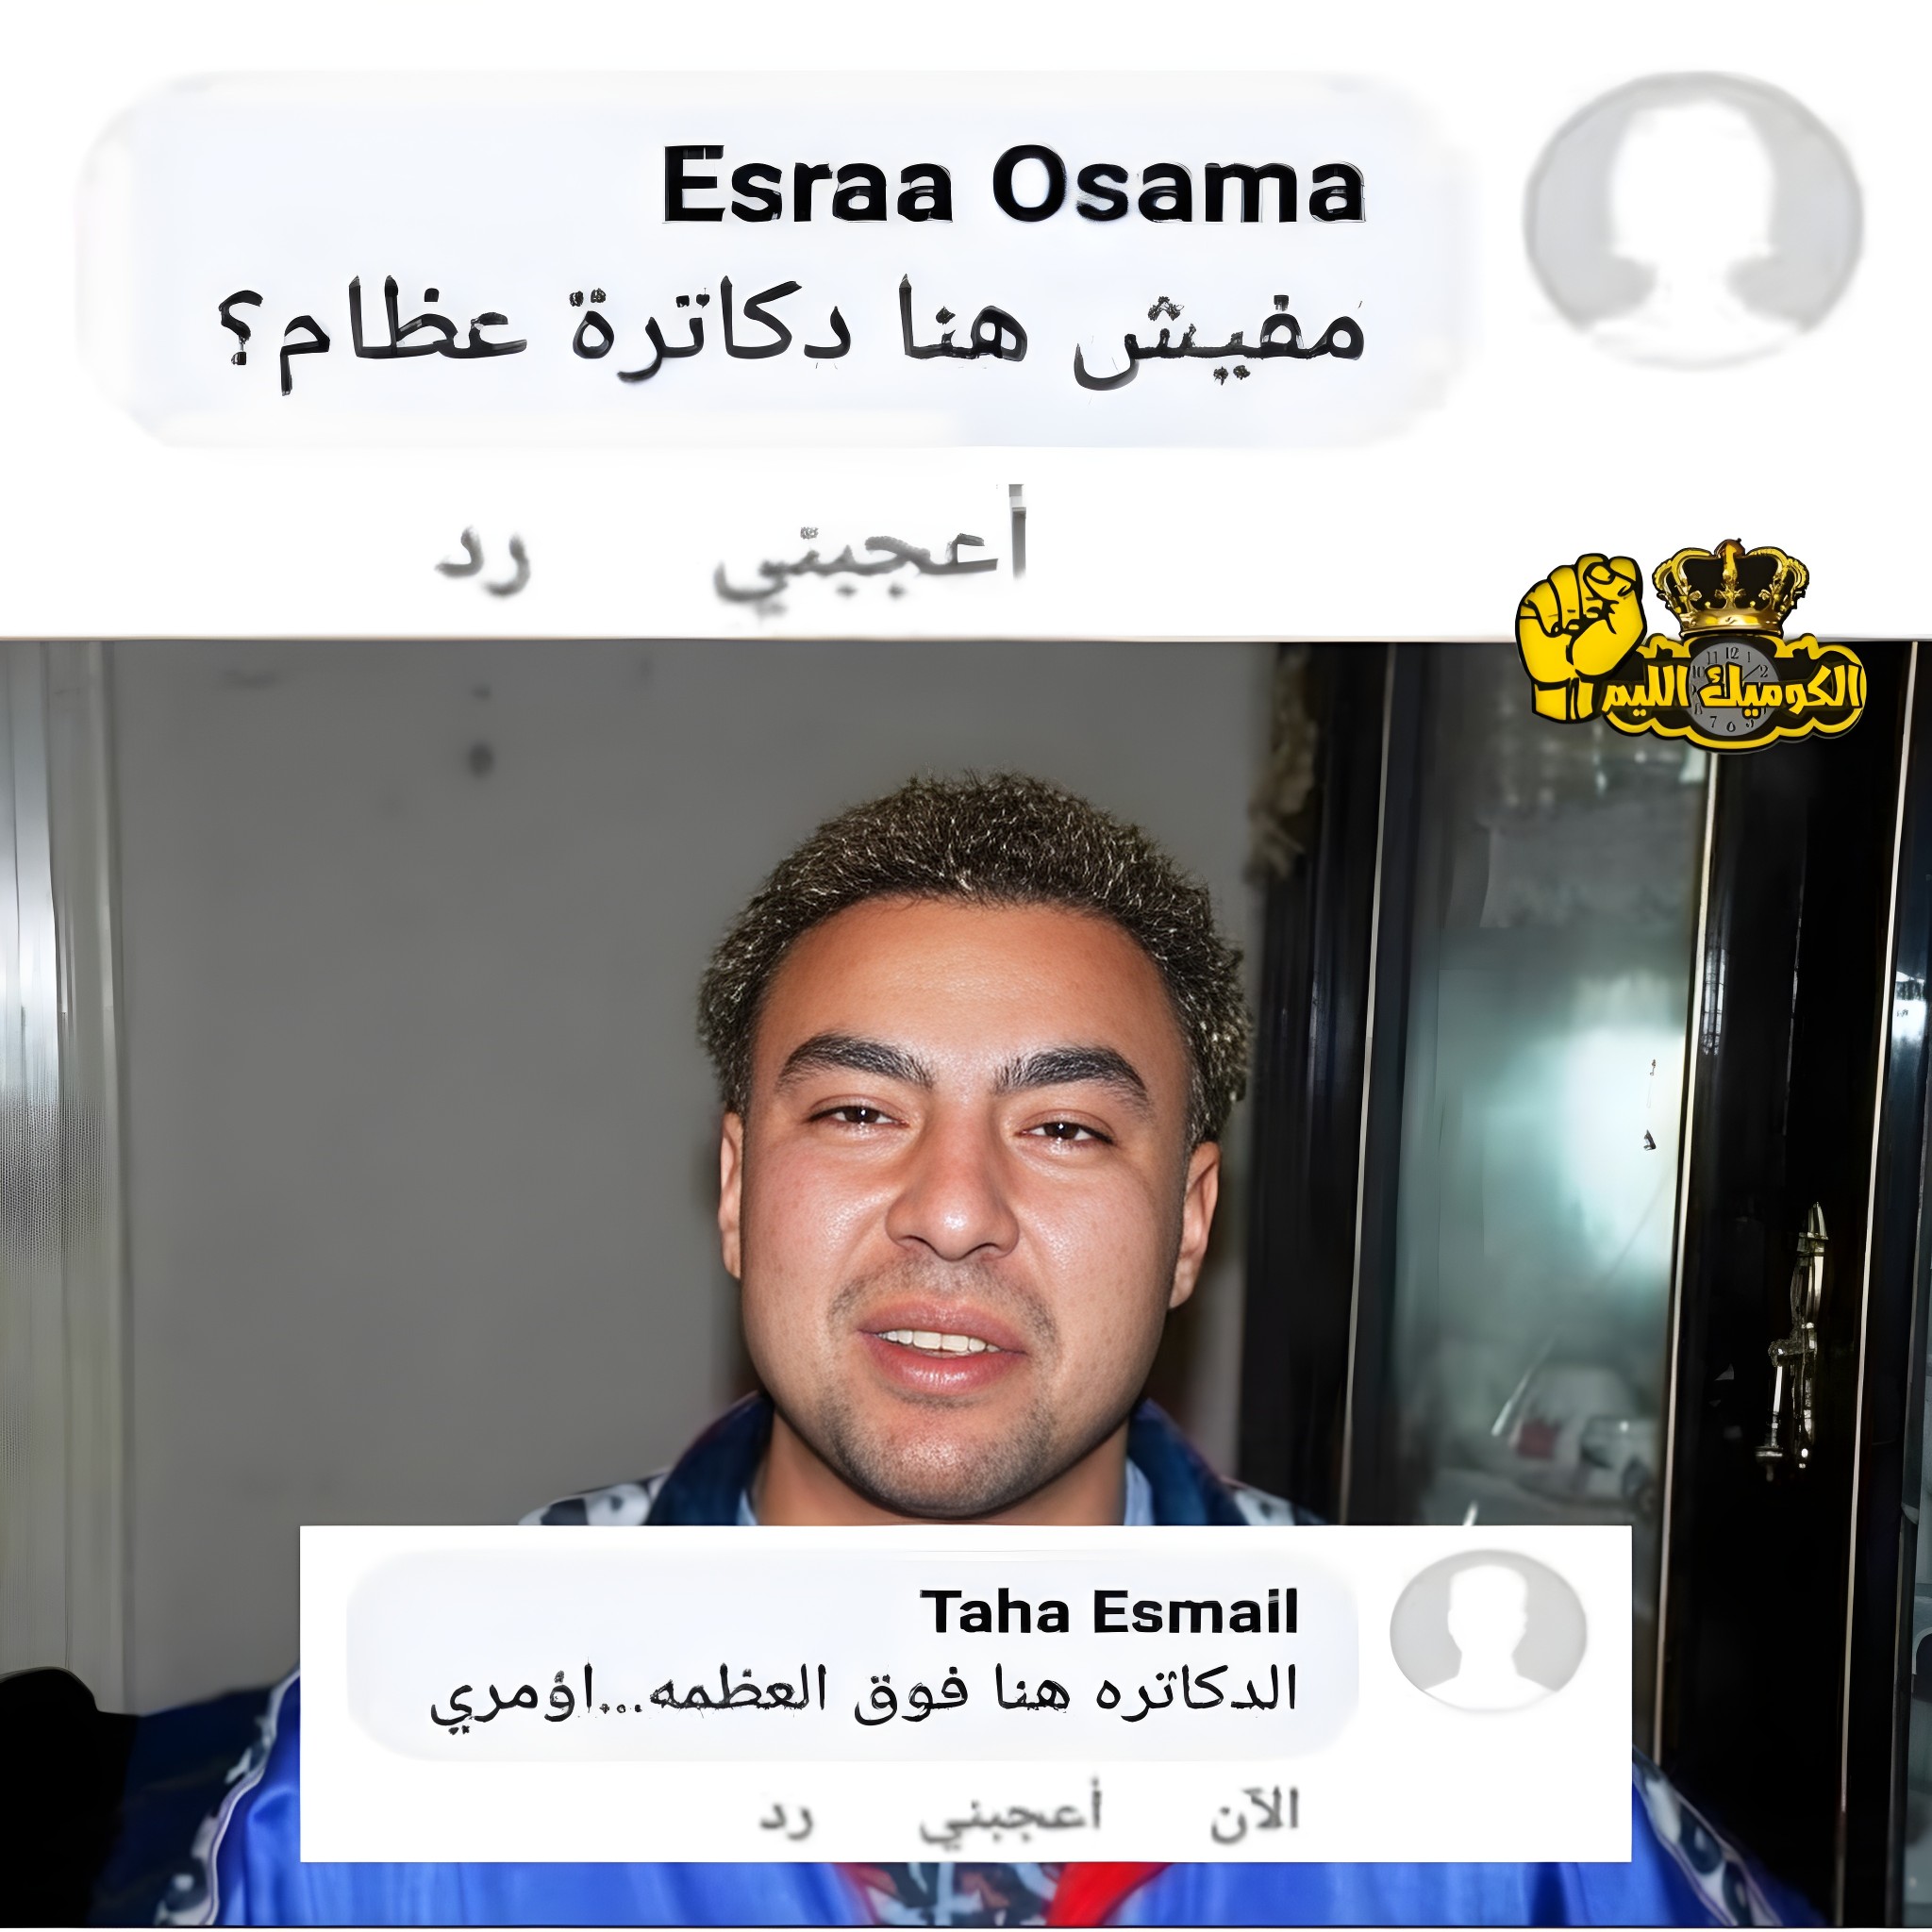 Esraa Osama
مفيش هنا دكاترة عظام؟
أعجبني رد
الكوميك الليم
Taha Esmail
الدكاتره هنا فوق العظمه...اؤمري
الآن أعجبني رد